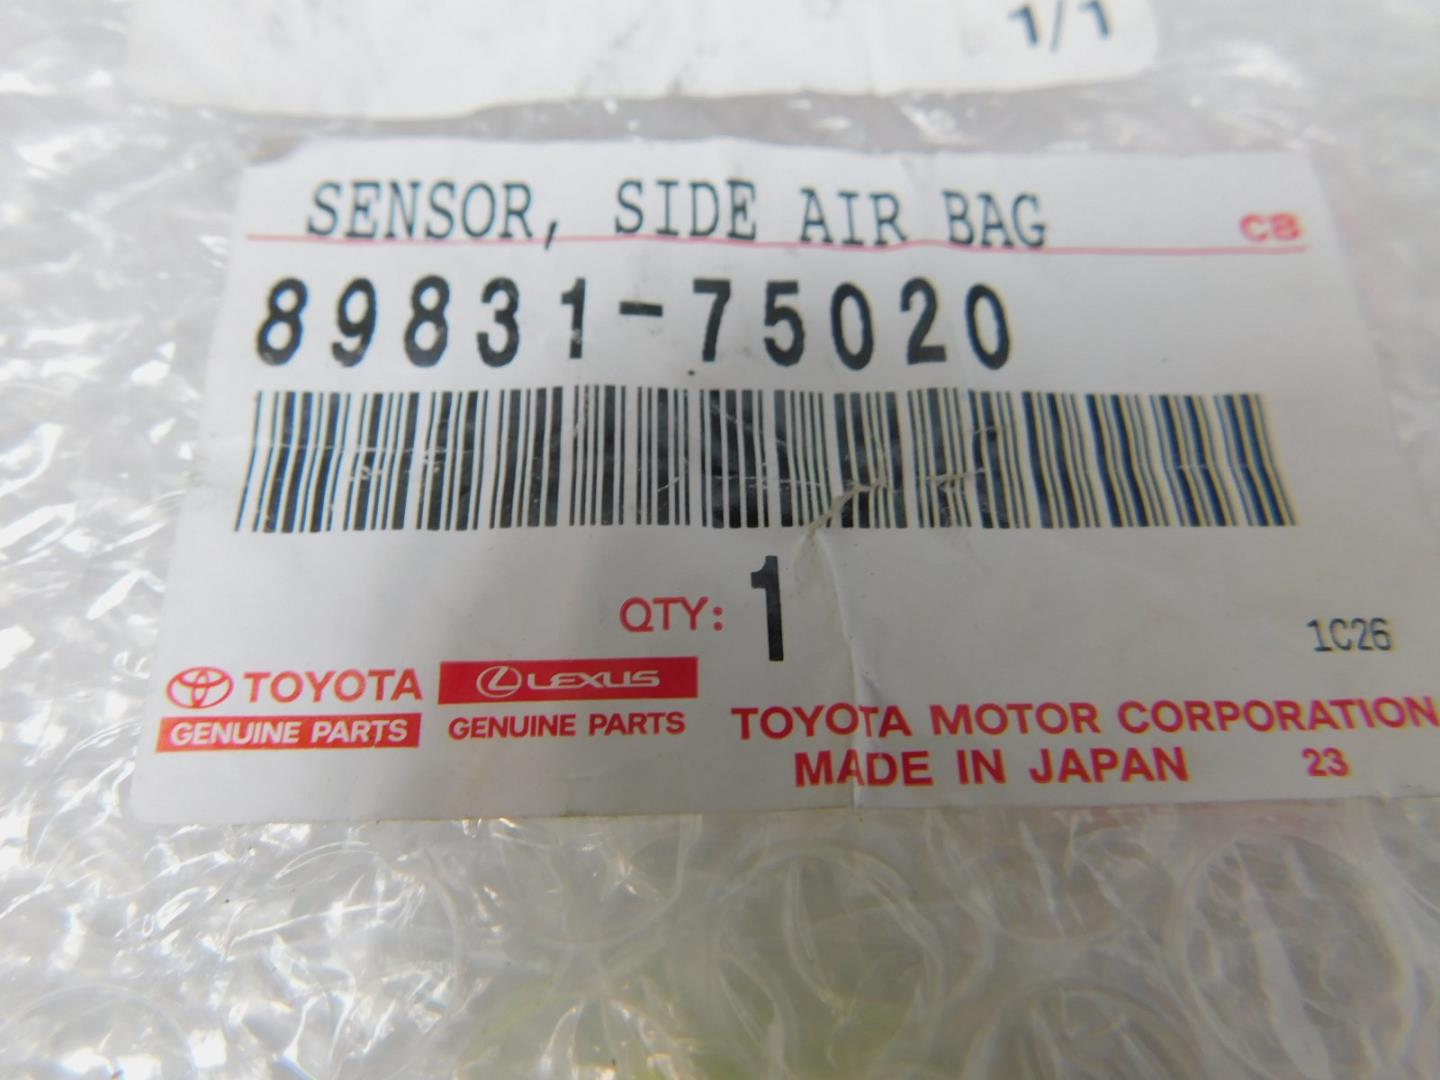 1/1
SENSOR, SIDE AIR BAG CB
89831-75020
QTY: 1
1C26
TOYOTA LEXUS
GENUINE PARTS GENUINE PARTS
TOYOTA MOTOR CORPORATION
MADE IN JAPAN 23